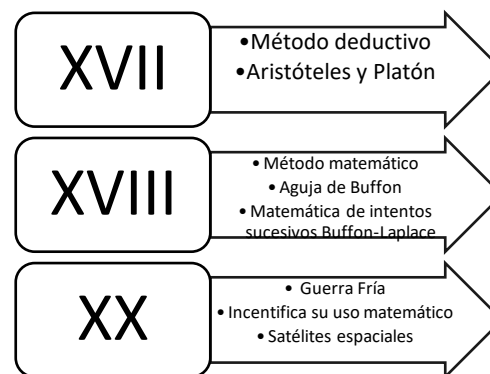 XVII
•Método deductivo
•Aristóteles y Platón
XVIII
•Método matemático
•Aguja de Buffon
•Matemática de intentos
sucesivos Buffon-Laplace
XX
•Guerra Fría
•Incentifica su uso matemático
•Satélites espaciales